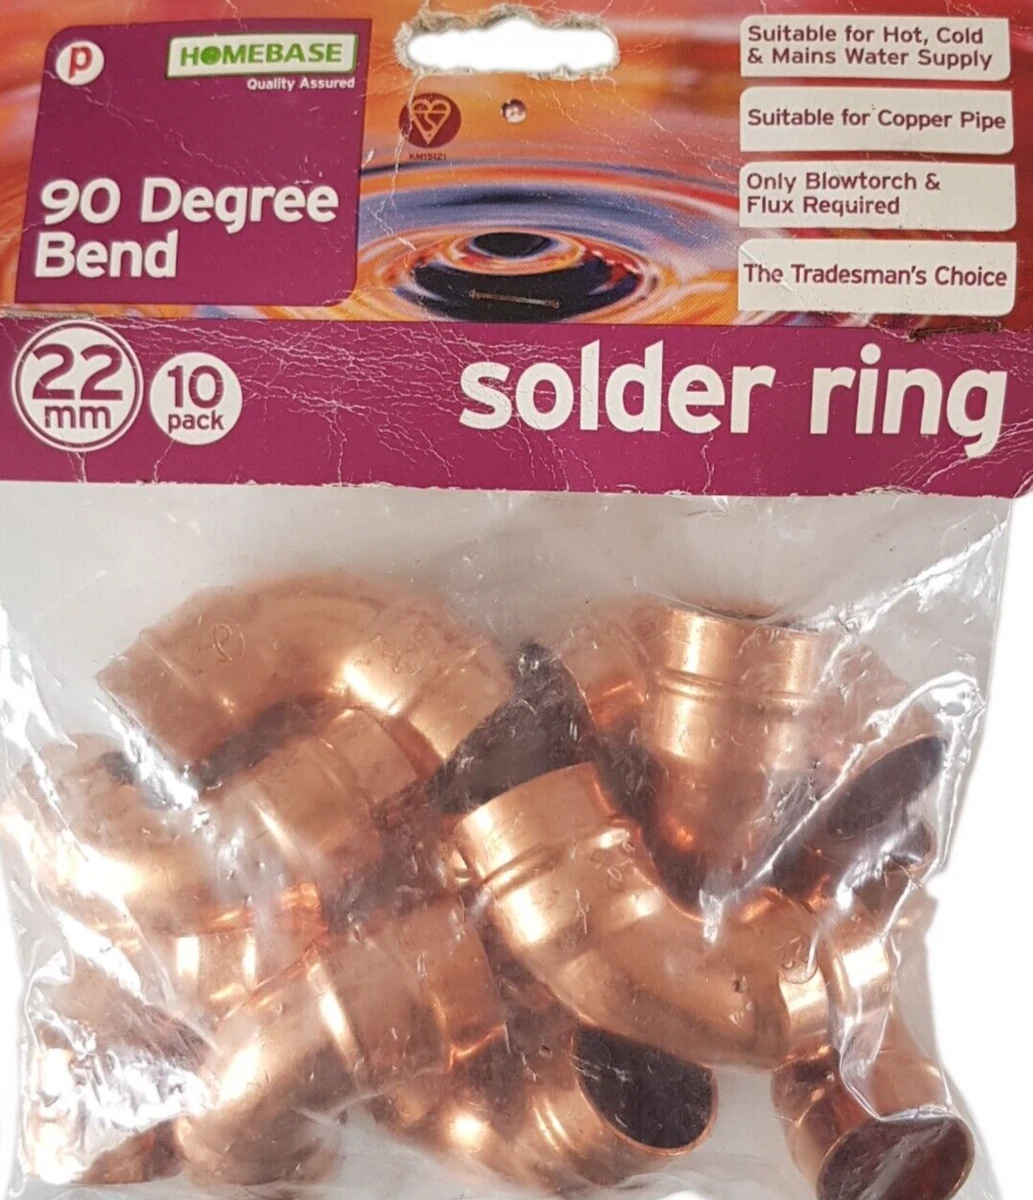 p
HOMEBASE
Quality Assured
90 Degree
Bend
KM15121
Suitable for Hot, Cold
& Mains Water Supply
Suitable for Copper Pipe
Only Blowtorch &
Flux Required
The Tradesman's Choice
22
mm
10
pack
solder ring